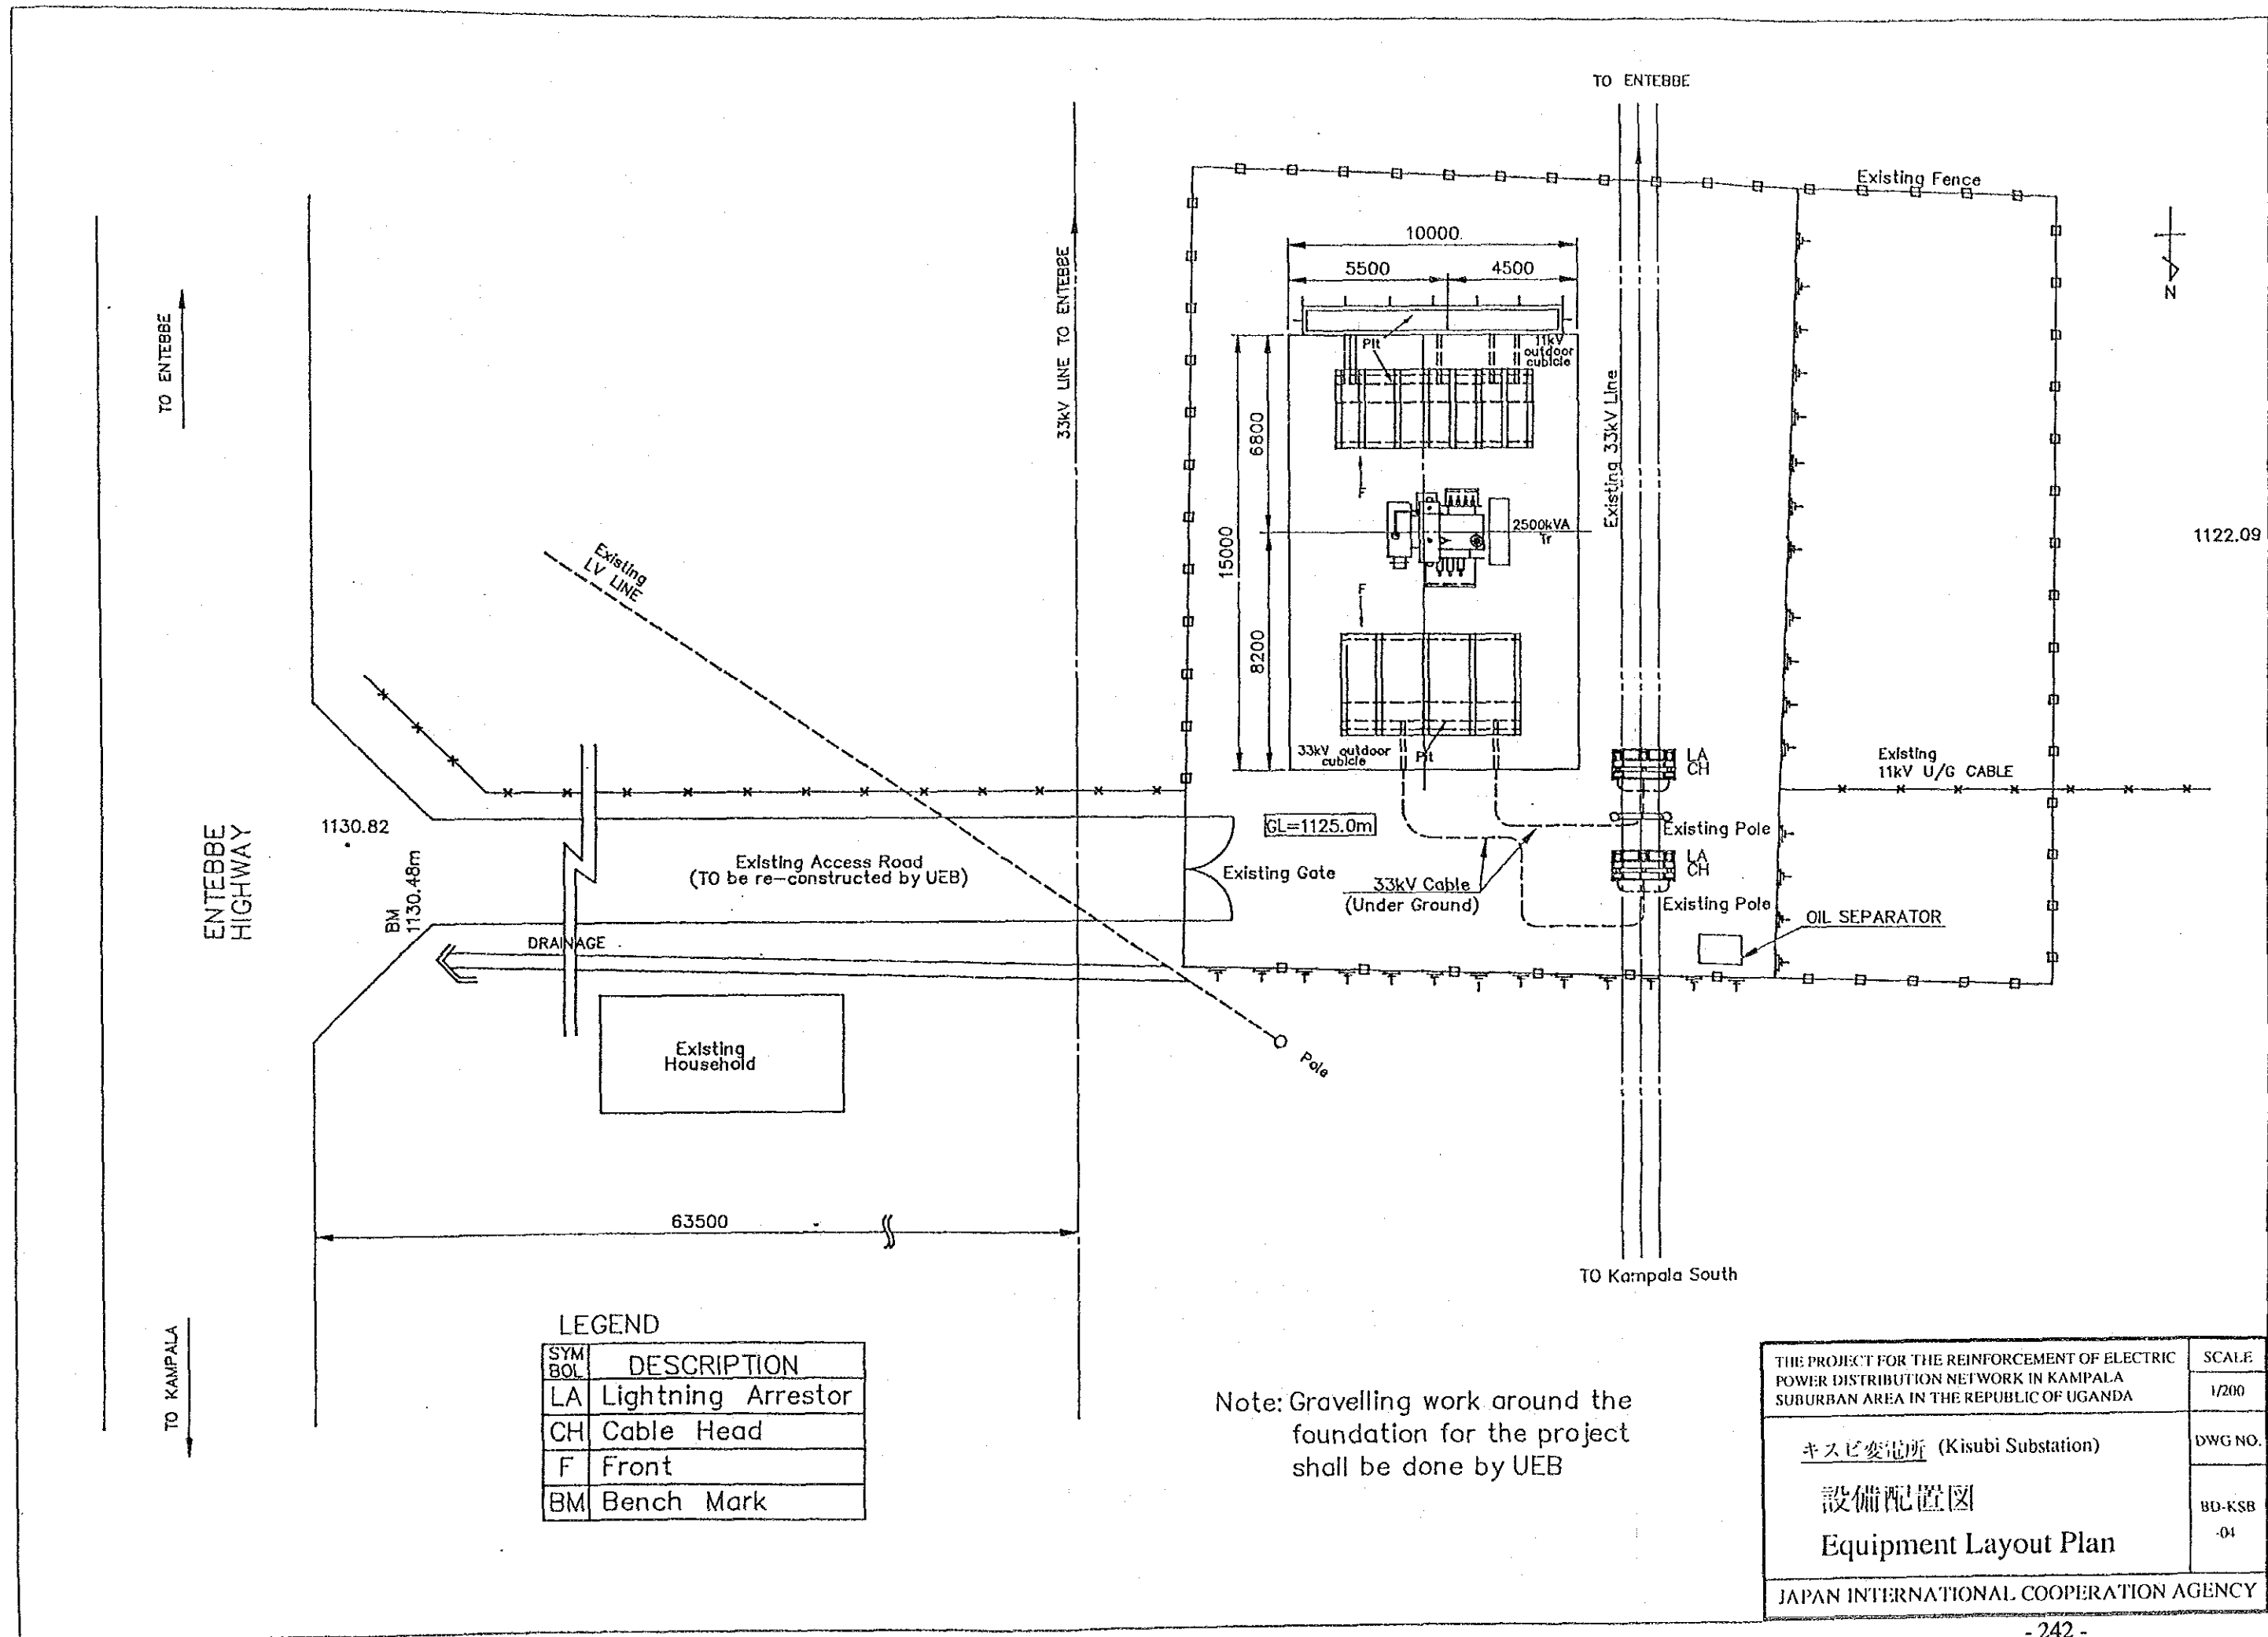 TO ENTEBBE
Existing Fence
10000
5500
4500
N
TO ENTEBBE
33kV LINE TO ENTEBBE
Pit
11kV
outdoor
cubicle
6800
Existing 33kV Line
F
15000
2500kVA
Tr
1122.09
Existing
LV LINE
F
8200
33kV outdoor
cubicle
Pit
LA
CH
Existing
11kV U/G CABLE
1130.82
GL=1125.0m
Existing Pole
ENTEBBE
HIGHWAY
BM
1130.48m
Existing Access Road
(TO be re-constructed by UEB)
Existing Gate
LA
CH
33kV Cable
(Under Ground)
Existing Pole
OIL SEPARATOR
DRAINAGE
Existing
Household
Pole
63500
TO Kampala South
TO KAMPALA
LEGEND
SYM
BOL DESCRIPTION
LA Lightning Arrestor
CH Cable Head
F Front
BM Bench Mark
Note: Gravelling work around the
foundation for the project
shall be done by UEB
THE PROJECT FOR THE REINFORCEMENT OF ELECTRIC
POWER DISTRIBUTION NETWORK IN KAMPALA
SUBURBAN AREA IN THE REPUBLIC OF UGANDA
SCALE
1/200
キスビ変電所 (Kisubi Substation)
DWG NO.
設備配置図
Equipment Layout Plan
BD-KSB
-04
JAPAN INTERNATIONAL COOPERATION AGENCY
- 242 -